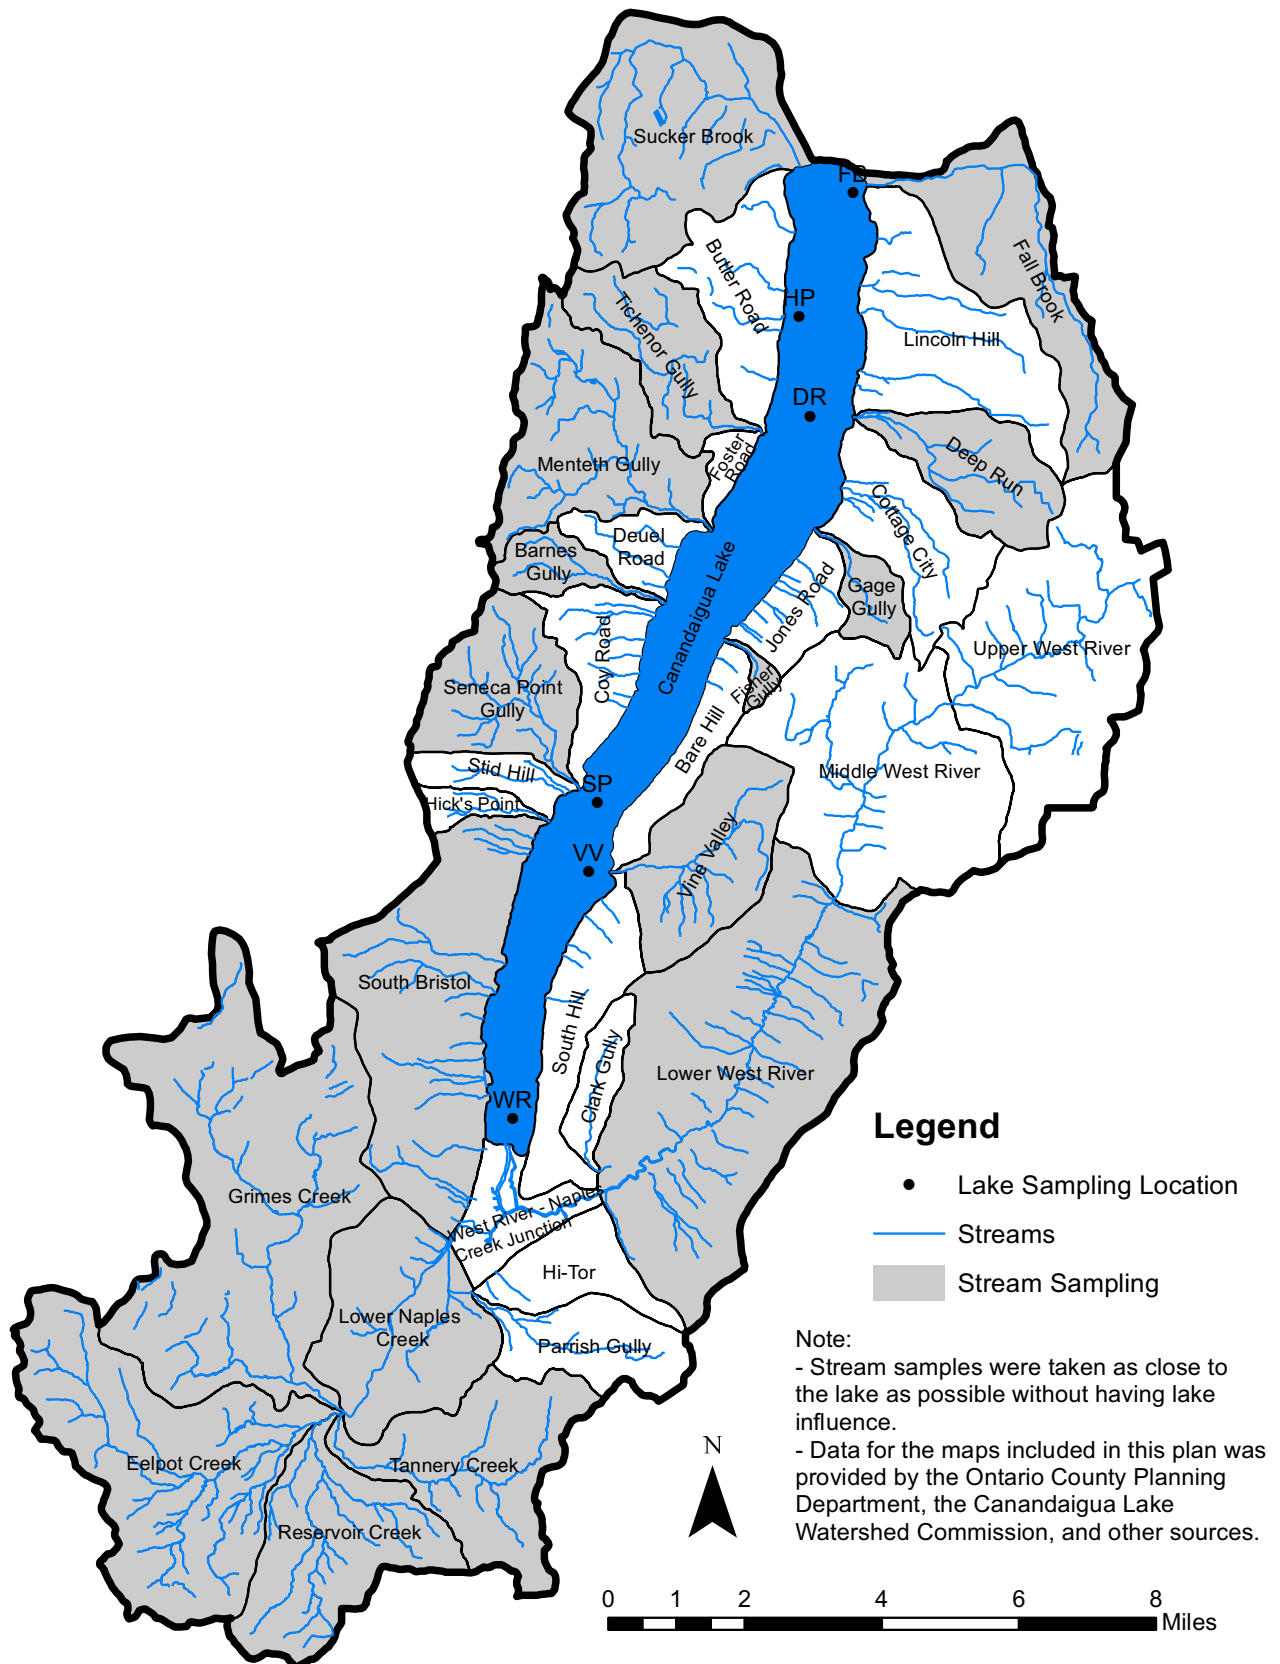 Sucker Brook
FB
Fall Brook
Butler Road
HP
Tichenor Gully
Lincoln Hill
DR
Foster
Road
Deep Run
Menteth Gully
Cottage City
Deuel
Road
Barnes
Gully
Canandaigua Lake
Jones Road
Gage
Gully
Coy Road
Upper West River
Fisher
Gully
Seneca Point
Gully
Bare Hill
Stid Hill
Middle West River
SP
Hick's Point
VV
Vine Valley
South Bristol
South Hill
Clark Gully
Lower West River
WR
Grimes Creek
West River - Naples
Creek Junction
Hi-Tor
Lower Naples
Creek
Parrish Gully
Eelpot Creek
Tannery Creek
Reservoir Creek
Legend
Lake Sampling Location
Streams
Stream Sampling
Note:
- Stream samples were taken as close to
the lake as possible without having lake
influence.
- Data for the maps included in this plan was
provided by the Ontario County Planning
Department, the Canandaigua Lake
Watershed Commission, and other sources.
N
0 1 2 4 6 8
Miles